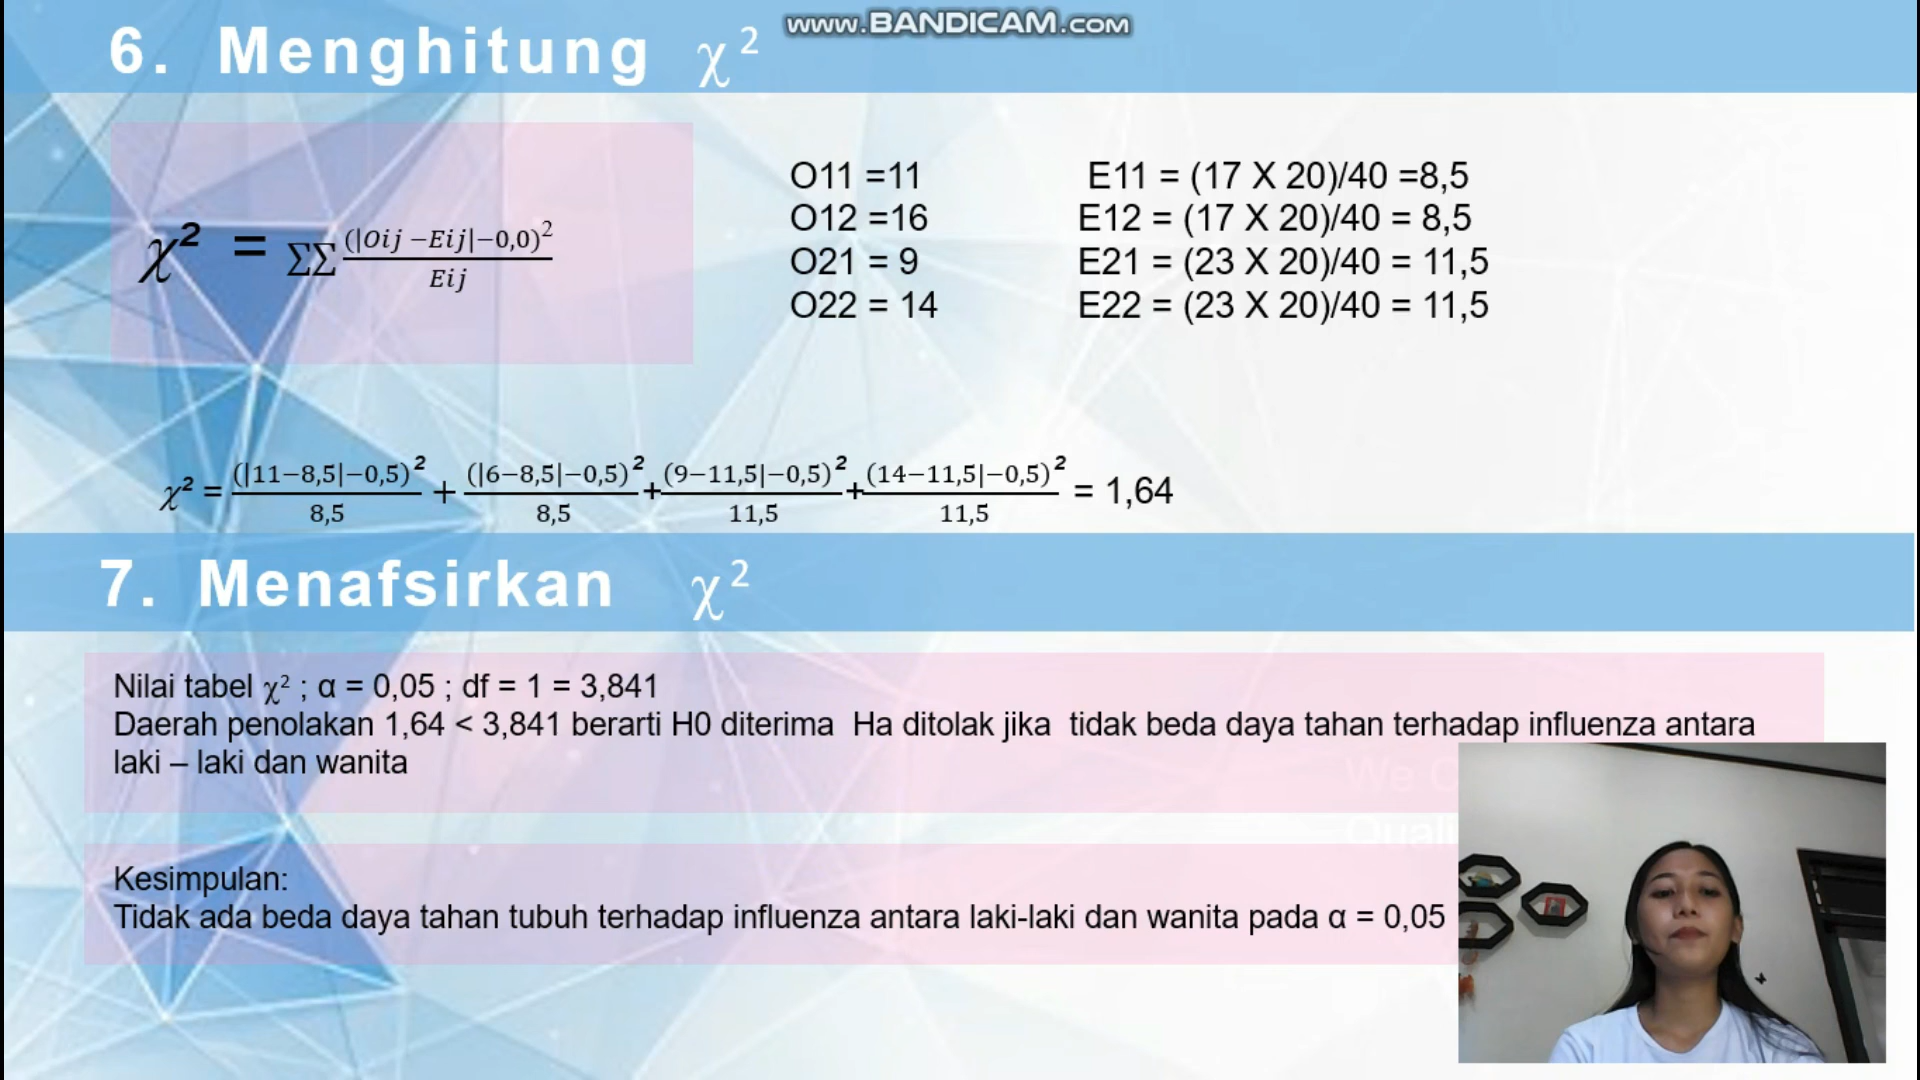 www.BANDICAM.com
6. Menghitung χ²
χ² = ∑∑ (|Oij −Eij|−0,0)² / Eij
O11 =11 E11 = (17 X 20)/40 =8,5
O12 =16 E12 = (17 X 20)/40 = 8,5
O21 = 9 E21 = (23 X 20)/40 = 11,5
O22 = 14 E22 = (23 X 20)/40 = 11,5
χ² = (|11−8,5|−0,5)² / 8,5 + (|6−8,5|−0,5)² / 8,5 + (9−11,5|−0,5)² / 11,5 + (14−11,5|−0,5)² / 11,5 = 1,64
7. Menafsirkan χ²
Nilai tabel χ² ; α = 0,05 ; df = 1 = 3,841
Daerah penolakan 1,64 < 3,841 berarti H0 diterima Ha ditolak jika tidak beda daya tahan terhadap influenza antara
laki – laki dan wanita
We
Kesimpulan:
Tidak ada beda daya tahan tubuh terhadap influenza antara laki-laki dan wanita pada α = 0,05